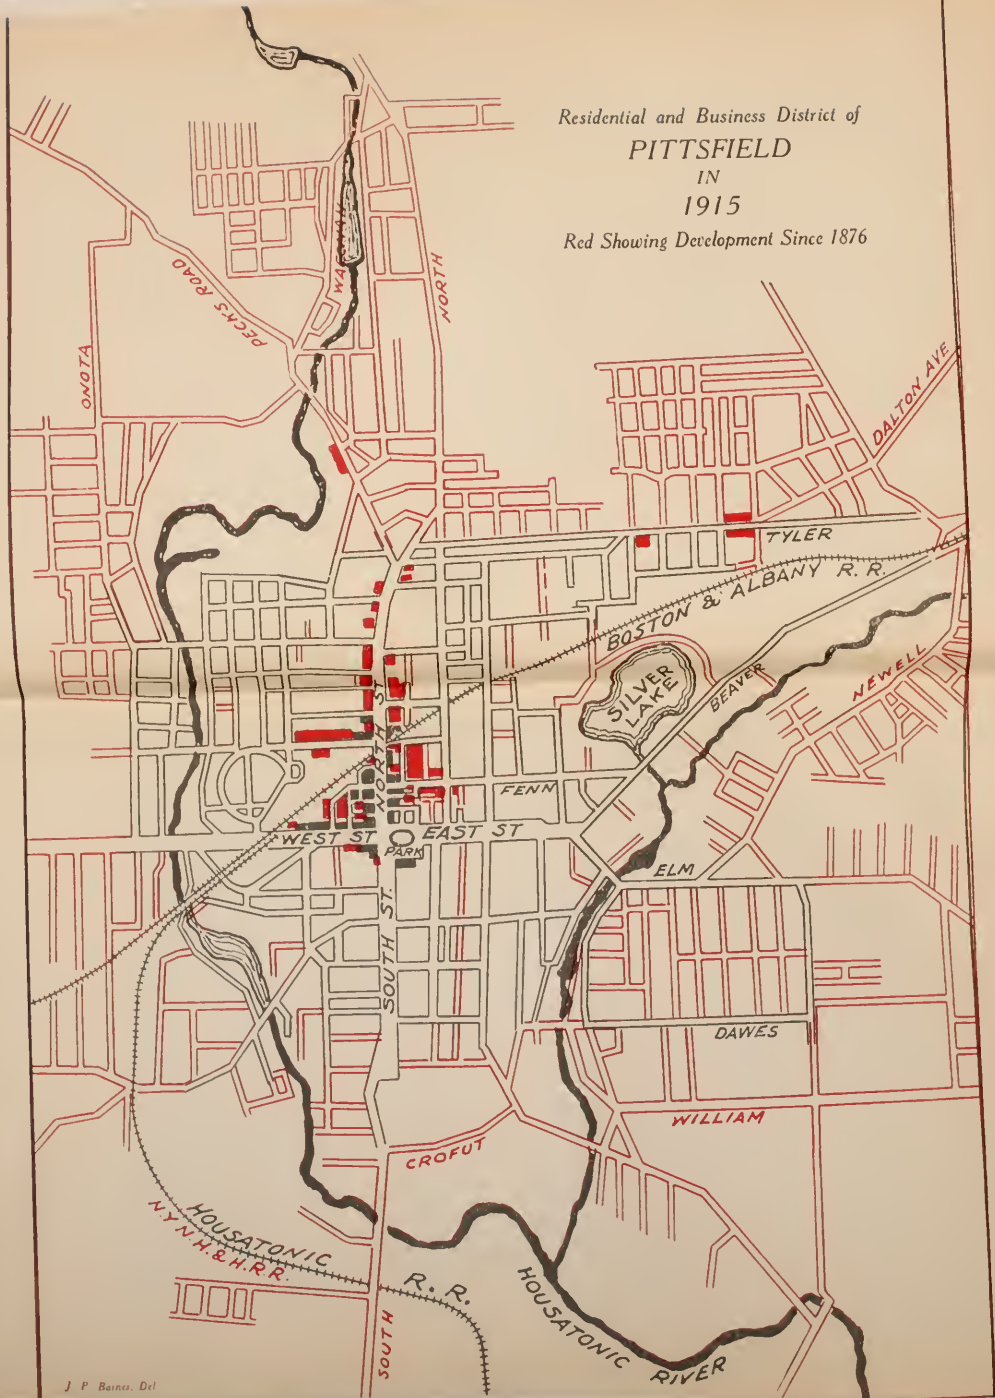 Residential and Business District of
PITTSFIELD
IN
1915
Red Showing Development Since 1876
WAHCONAH
NORTH
PECK'S ROAD
ONOTA
DALTON AVE
TYLER
BOSTON & ALBANY R. R.
SILVER
LAKE
BEAVER
NEWELL
NORTH ST
FENN
WEST ST
EAST ST
PARK
ELM
SOUTH ST.
DAWES
WILLIAM
CROFUT
HOUSATONIC
R. R.
N.Y.N.H.& H.R.R.
HOUSATONIC
RIVER
SOUTH
J P Barnes. Del